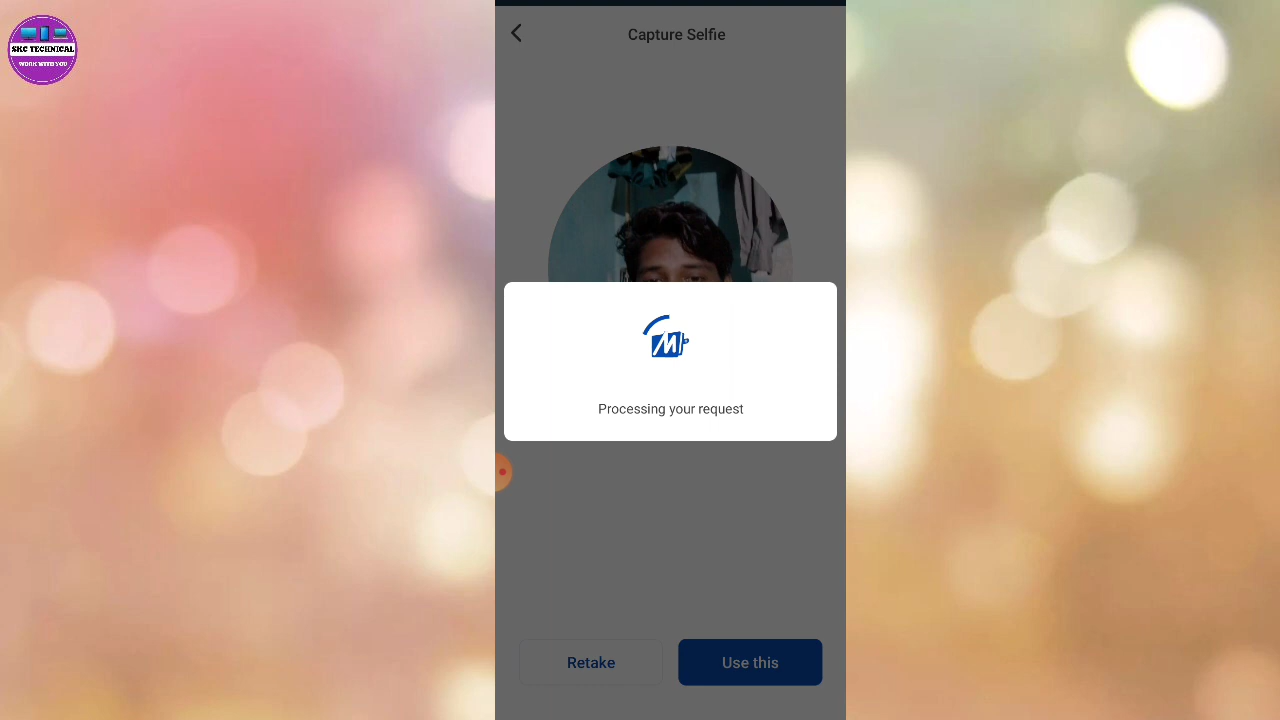 SKC TECHNICAL
WORK WITH YOU
Capture Selfie
M
Processing your request
Retake
Use this